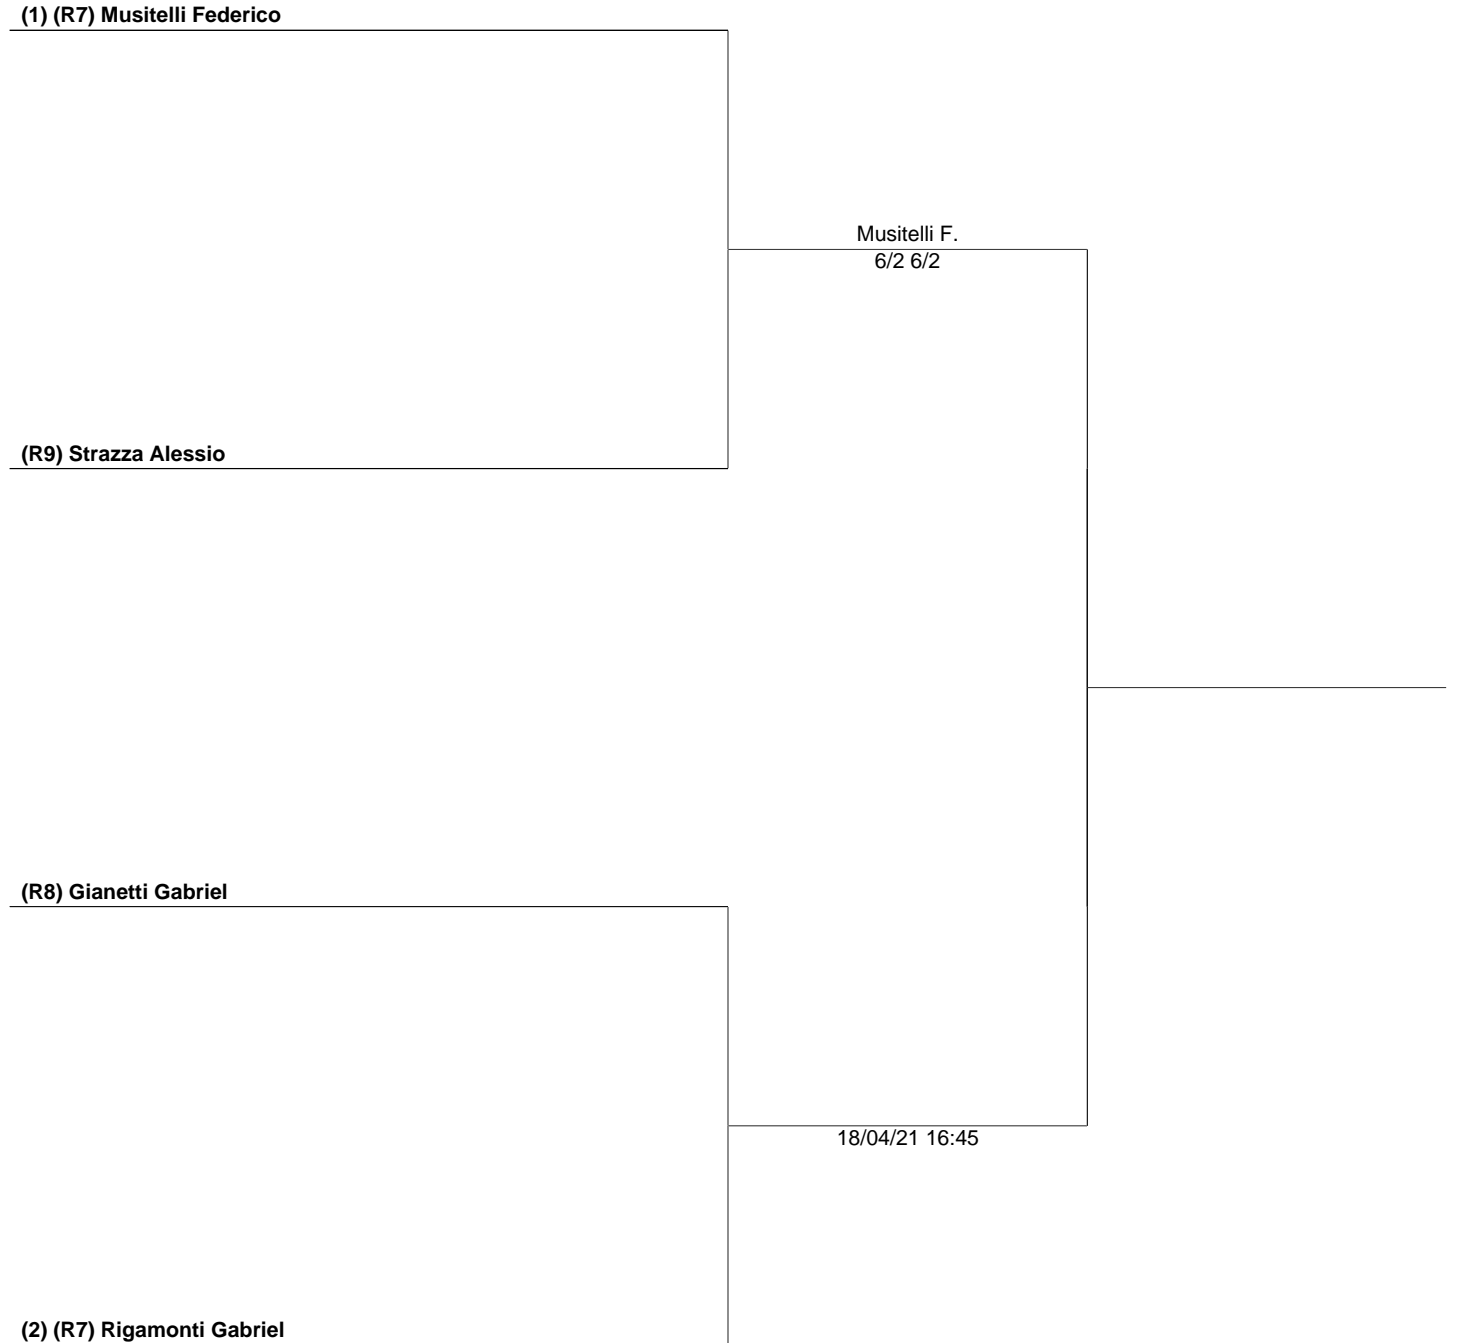 (1) (R7) Musitelli Federico
Musitelli F.
6/2 6/2
(R9) Strazza Alessio
(R8) Gianetti Gabriel
18/04/21 16:45
(2) (R7) Rigamonti Gabriel